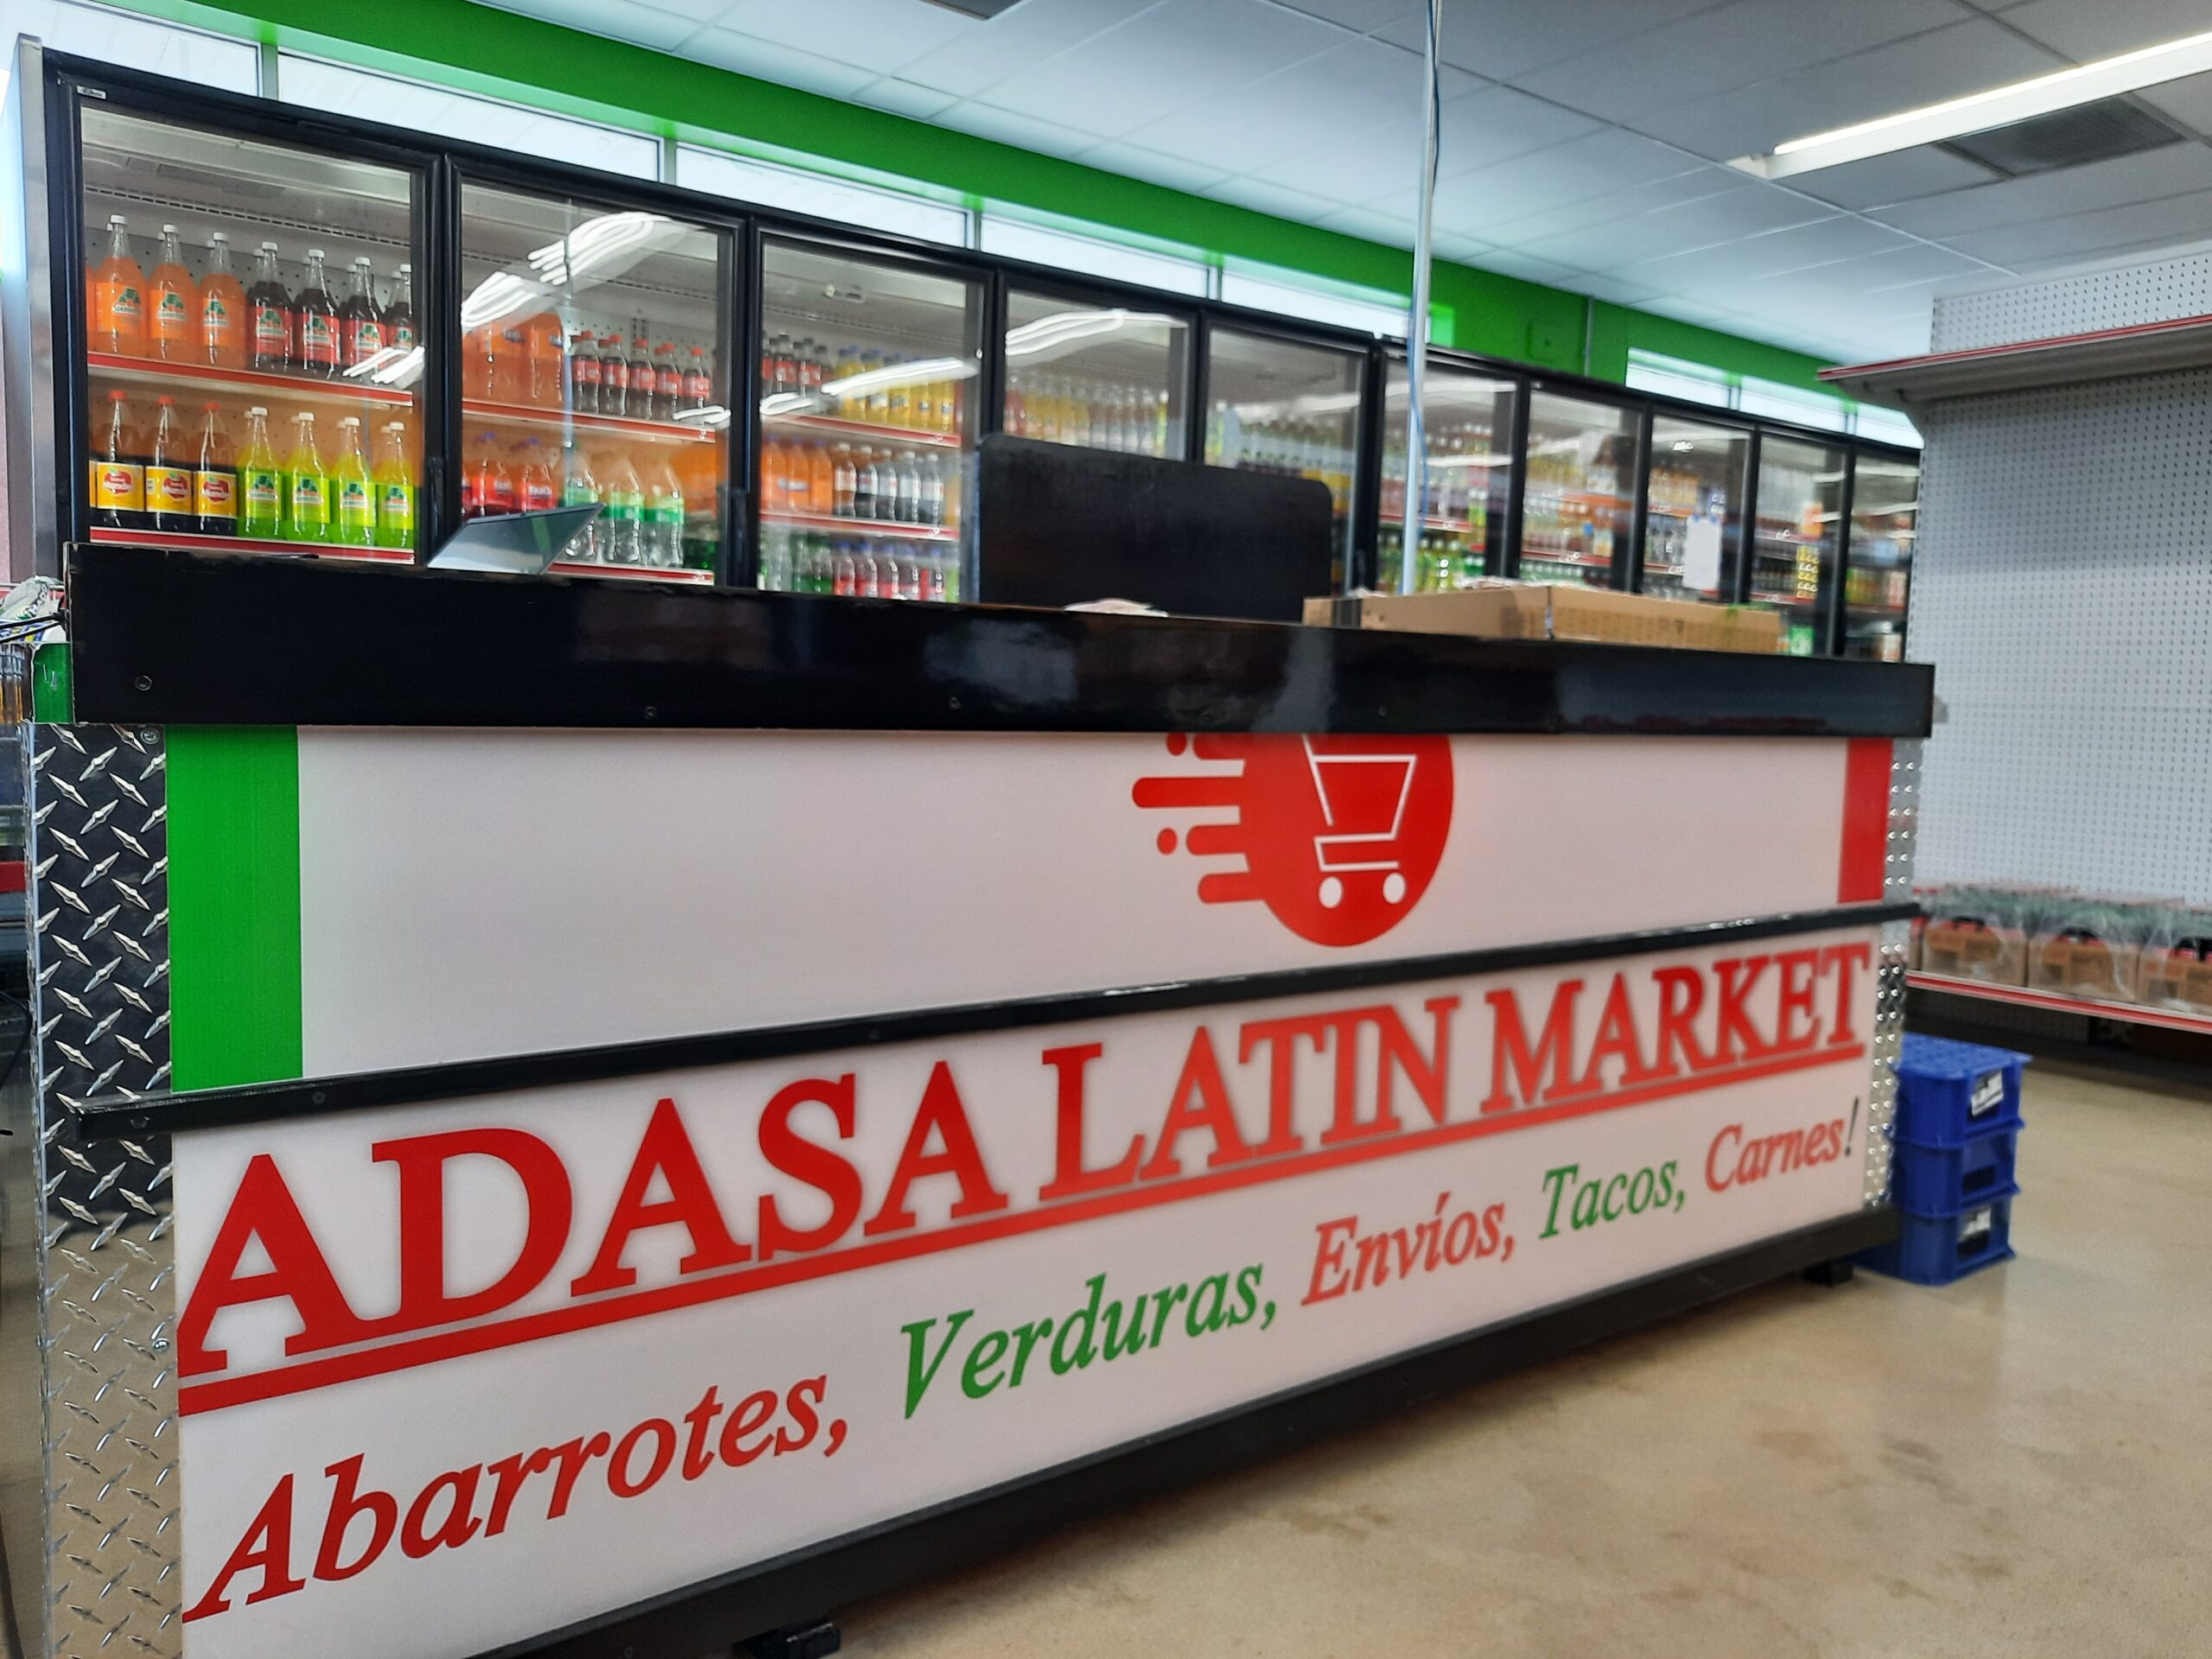 ADASA LATIN MARKET
Abarrotes, Verduras, Envíos, Tacos, Carnes!